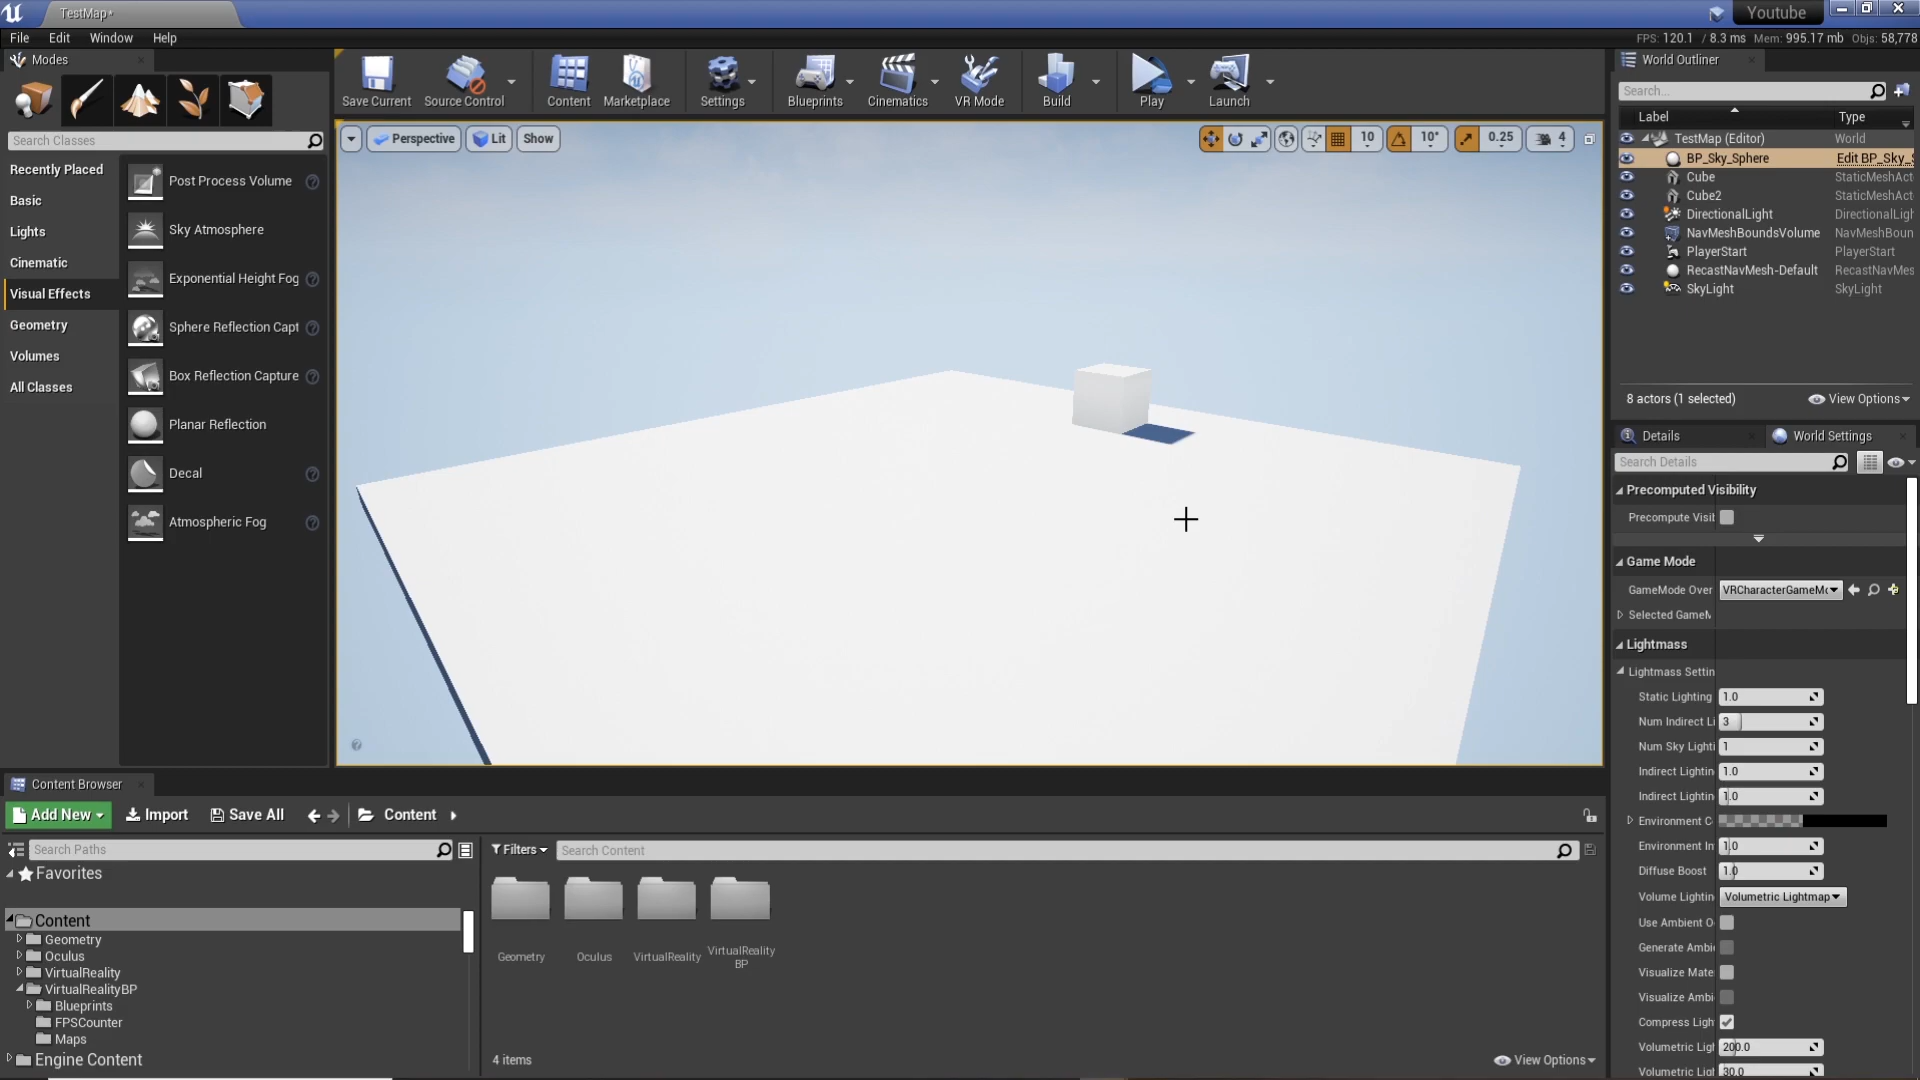 TestMap*
Youtube
File Edit Window Help
FPS: 120.1 / 8.3 ms Mem: 995.17 mb Objs: 58,778
Modes
Search Classes
Recently Placed
Basic
Lights
Cinematic
Visual Effects
Geometry
Volumes
All Classes
Post Process Volume
Sky Atmosphere
Exponential Height Fog
Sphere Reflection Capt
Box Reflection Capture
Planar Reflection
Decal
Atmospheric Fog
Save Current Source Control Content Marketplace Settings Blueprints Cinematics VR Mode Build Play Launch
Perspective Lit Show
10 10° 0.25 4
World Outliner
Search...
Label Type
TestMap (Editor) World
BP_Sky_Sphere Edit BP_Sky_S
Cube StaticMeshAct
Cube2 StaticMeshAct
DirectionalLight DirectionalLigh
NavMeshBoundsVolume NavMeshBoun
PlayerStart PlayerStart
RecastNavMesh-Default RecastNavMes
SkyLight SkyLight
8 actors (1 selected) View Options
Details World Settings
Search Details
Precomputed Visibility
Precompute Visil
Game Mode
GameMode Over VRCharacterGameMo
Selected GameM
Lightmass
Lightmass Settin
Static Lighting 1.0
Num Indirect Li 3
Num Sky Lighti 1
Indirect Lightin 1.0
Indirect Lightin 1.0
Environment C
Environment In 1.0
Diffuse Boost 1.0
Volume Lightin Volumetric Lightmap
Use Ambient O
Generate Ambi
Visualize Mate
Visualize Ambi
Compress Ligh
Volumetric Ligh 200.0
Volumetric Ligh 30.0
Content Browser
Add New Import Save All Content
Search Paths
Favorites
Content
Geometry
Oculus
VirtualReality
VirtualRealityBP
Blueprints
FPSCounter
Maps
Engine Content
Filters Search Content
Geometry Oculus VirtualReality VirtualReality
BP
4 items
View Options